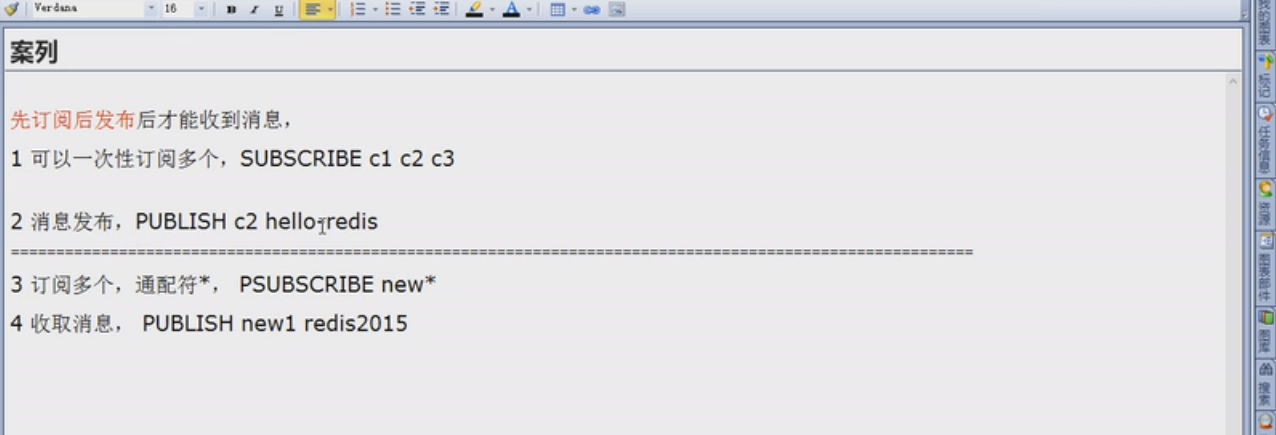 Verdana 16 B I U A
案列
先订阅后发布后才能收到消息，
1 可以一次性订阅多个，SUBSCRIBE c1 c2 c3
2 消息发布，PUBLISH c2 hello-redis
=====================================================================================================
3 订阅多个，通配符*， PSUBSCRIBE new*
4 收取消息， PUBLISH new1 redis2015
的图表
标记
任务信息
资源
图表部件
图库
搜索